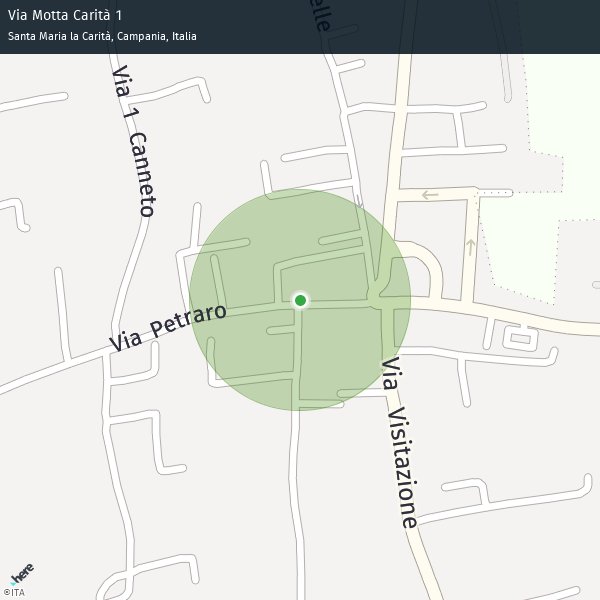 Via Motta Carità 1
Santa Maria la Carità, Campania, Italia
elle
Via 1 Canneto
Via Petraro
Via Visitazione
here
©ITA